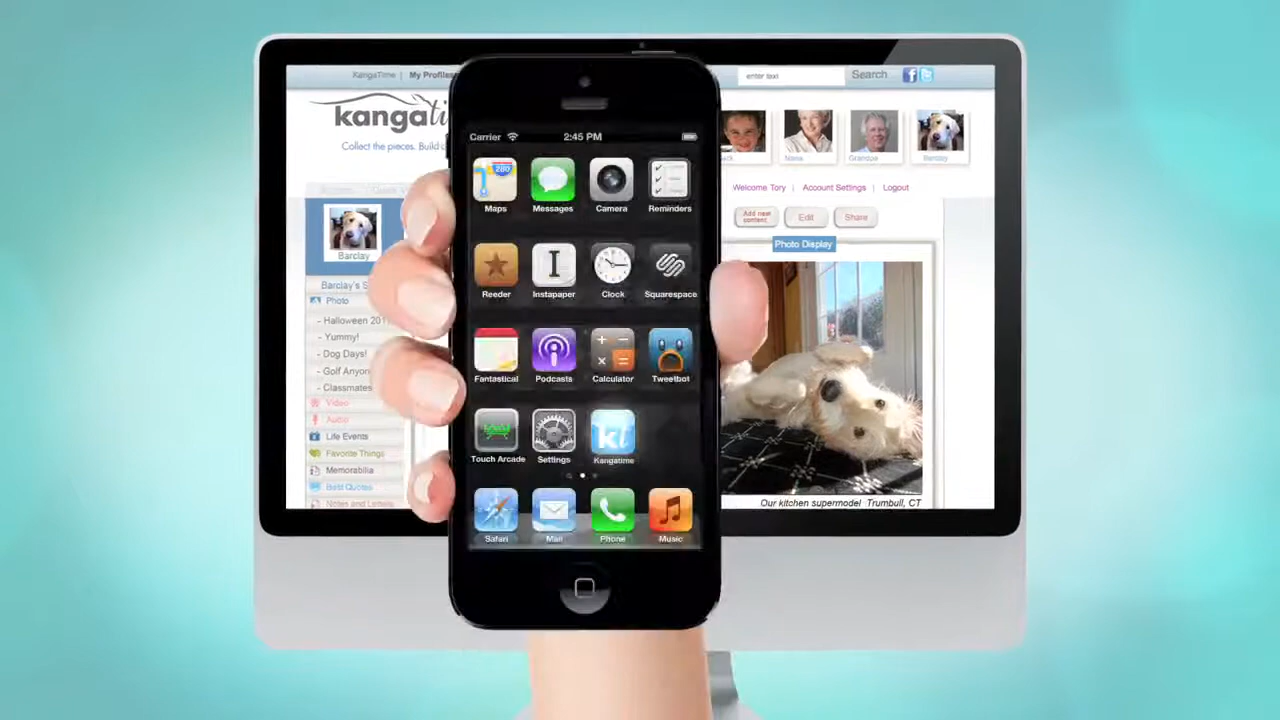 KangaTime | My Profiles
enter text
Search
kangati
Collect the pieces. Build
Nana
Grandpa
Barclay
Welcome Tory | Account Settings | Logout
Add new content
Edit
Share
Photo Display
Barclay
Barclay's S
Photo
- Halloween 201
- Yummy!
- Dog Days!
- Golf Anyon
- Classmates
Video
Audio
Life Events
Favorite Things
Memorabilia
Best Quotes
Notes and Letters
Our kitchen supermodel Trumbull, CT
Carrier
2:45 PM
280
Maps
Messages
Camera
Reminders
Reeder
Instapaper
Clock
Squarespace
Fantastical
Podcasts
Calculator
Tweetbot
kt
Touch Arcade
Settings
Kangatime
Safari
Mail
Phone
Music